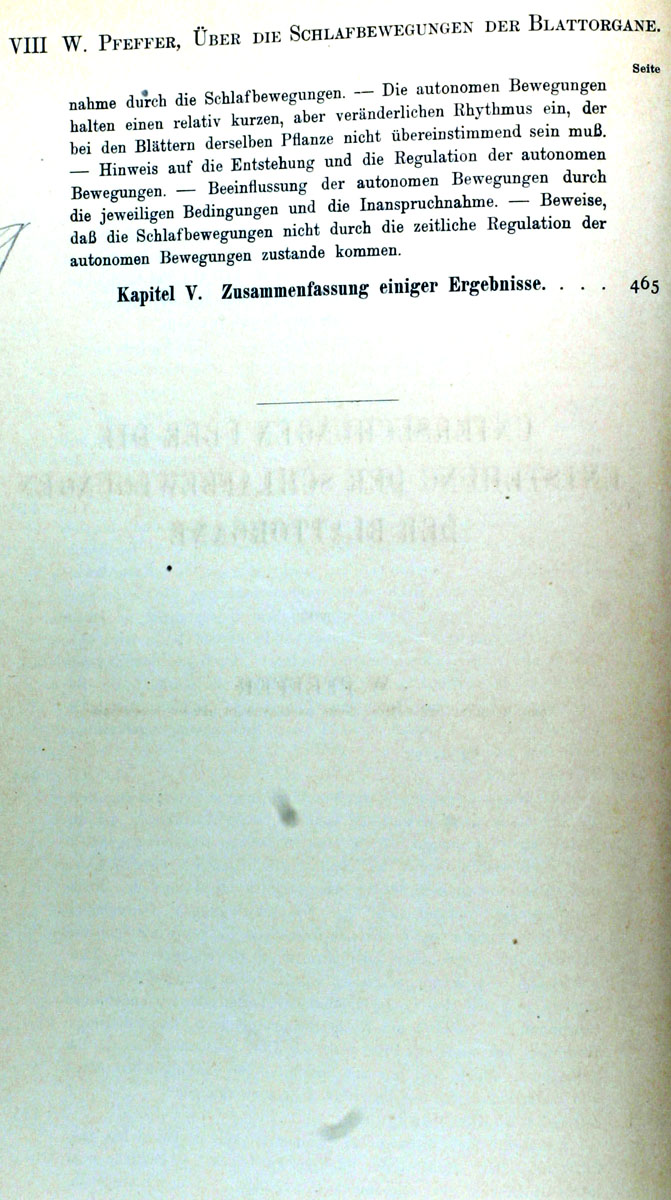 VIII W. Pfeffer, Über die Schlafbewegungen der Blattorgane.
Seite
nahme durch die Schlafbewegungen. — Die autonomen Bewegungen
halten einen relativ kurzen, aber veränderlichen Rhythmus ein, der
bei den Blättern derselben Pflanze nicht übereinstimmend sein muß.
— Hinweis auf die Entstehung und die Regulation der autonomen
Bewegungen. — Beeinflussung der autonomen Bewegungen durch
die jeweiligen Bedingungen und die Inanspruchnahme. — Beweise,
daß die Schlafbewegungen nicht durch die zeitliche Regulation der
autonomen Bewegungen zustande kommen.
Kapitel V. Zusammenfassung einiger Ergebnisse. . . . . 465